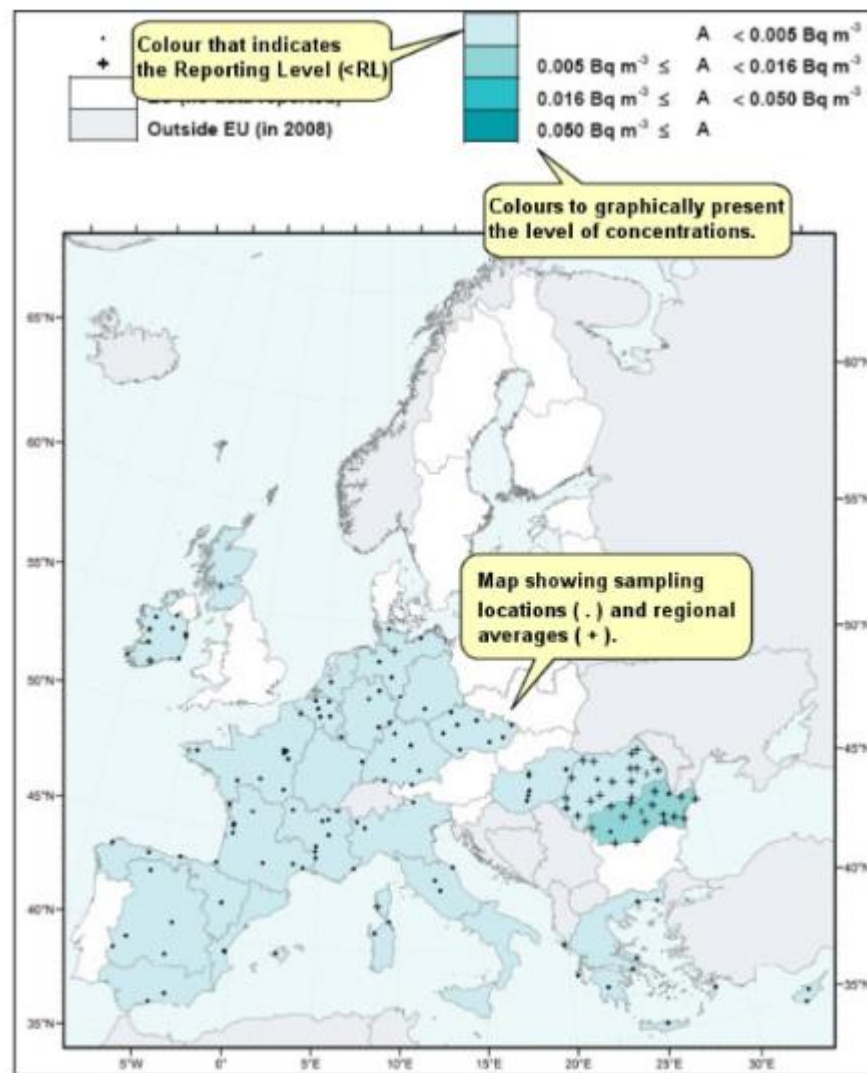 Colour that indicates
the Reporting Level (<RL)
Outside EU (in 2008)
A < 0.005 Bq m⁻³
0.005 Bq m⁻³ ≤ A < 0.016 Bq m⁻³
0.016 Bq m⁻³ ≤ A < 0.050 Bq m⁻³
0.050 Bq m⁻³ ≤ A
Colours to graphically present
the level of concentrations.
65°N
60°N
60°N
55°N
55°N
Map showing sampling
locations ( . ) and regional
averages ( + ).
50°N
50°N
45°N
45°N
40°N
40°N
35°N
35°N
5°W 0° 5°E 10°E 15°E 20°E 25°E 30°E